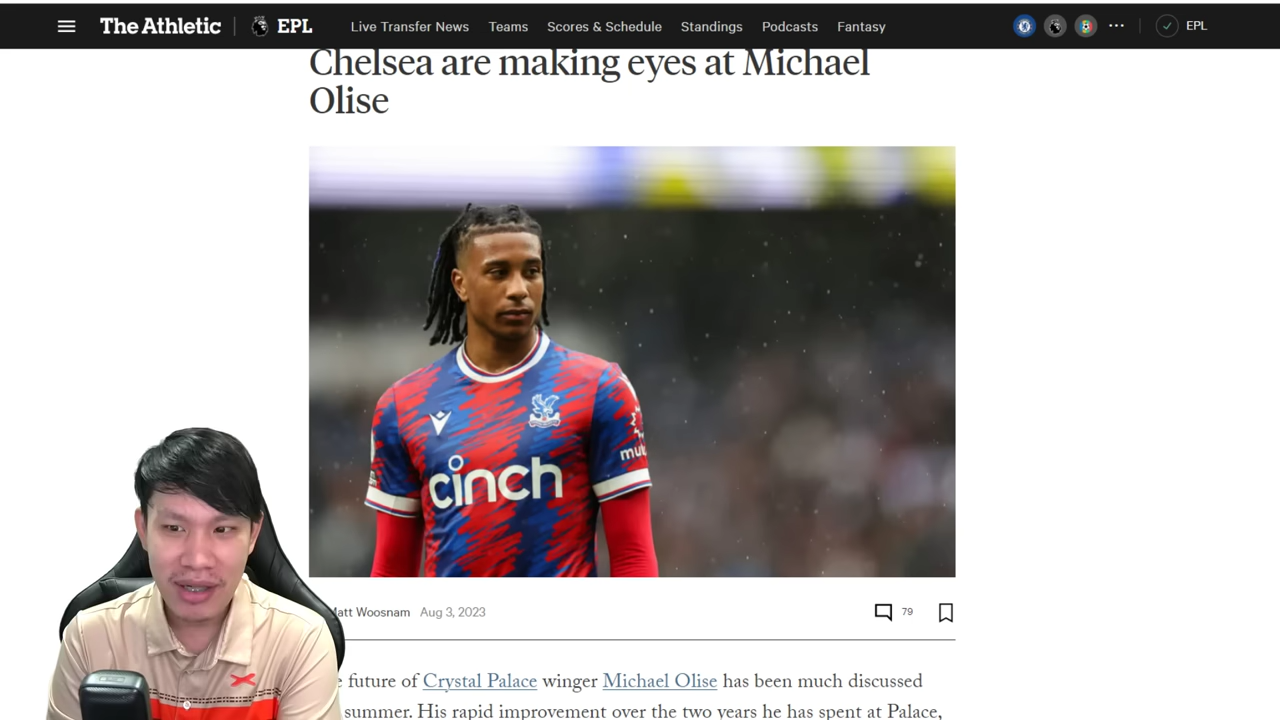 The Athletic EPL Live Transfer News Teams Scores & Schedule Standings Podcasts Fantasy EPL
Chelsea are making eyes at Michael
Olise
cinch
Matt Woosnam Aug 3, 2023 79
future of Crystal Palace winger Michael Olise has been much discussed
summer. His rapid improvement over the two years he has spent at Palace,